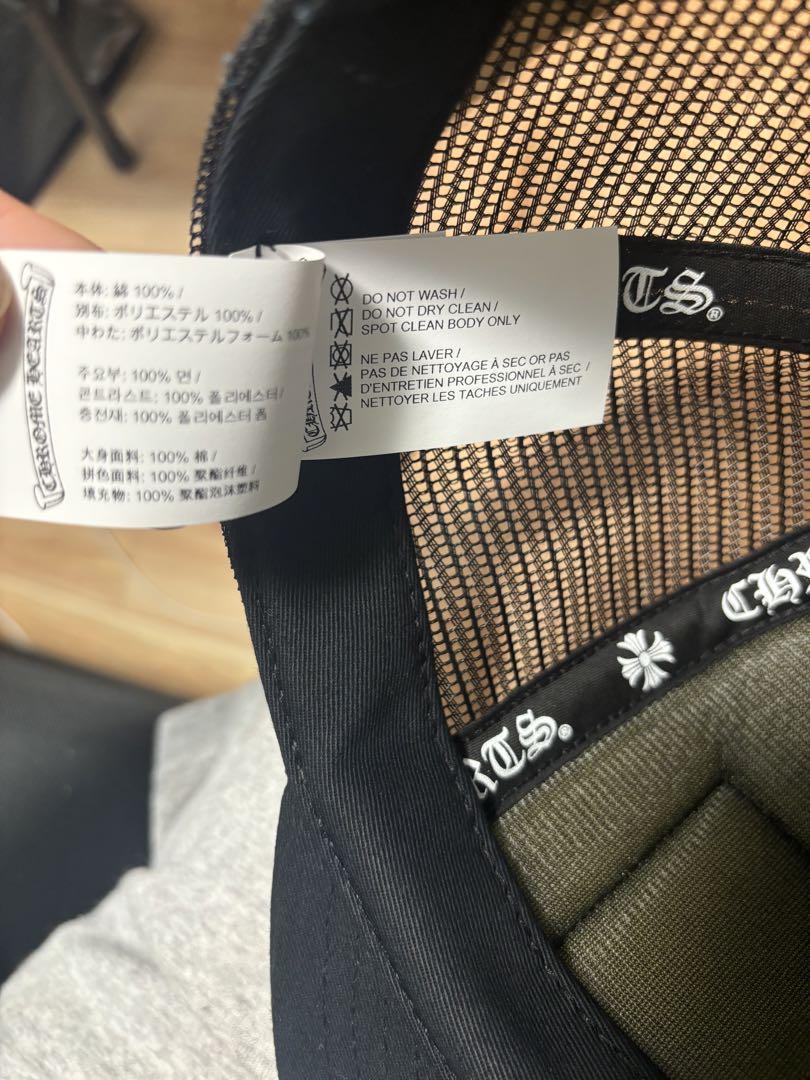 CHROME HEARTS
本体: 綿 100% /
別布: ポリエステル 100% /
中わた: ポリエステルフォーム 100%
주요부: 100% 면 /
콘트라스트: 100% 폴리에스터/
충전재: 100% 폴리에스터 폼
大身面料: 100% 棉 /
拼色面料: 100% 聚酯纤维 /
填充物: 100% 聚酯泡沫塑料
DO NOT WASH /
DO NOT DRY CLEAN /
SPOT CLEAN BODY ONLY
NE PAS LAVER /
PAS DE NETTOYAGE À SEC OR PAS
D'ENTRETIEN PROFESSIONNEL À SEC /
NETTOYER LES TACHES UNIQUEMENT
TS®
CH
RTS®